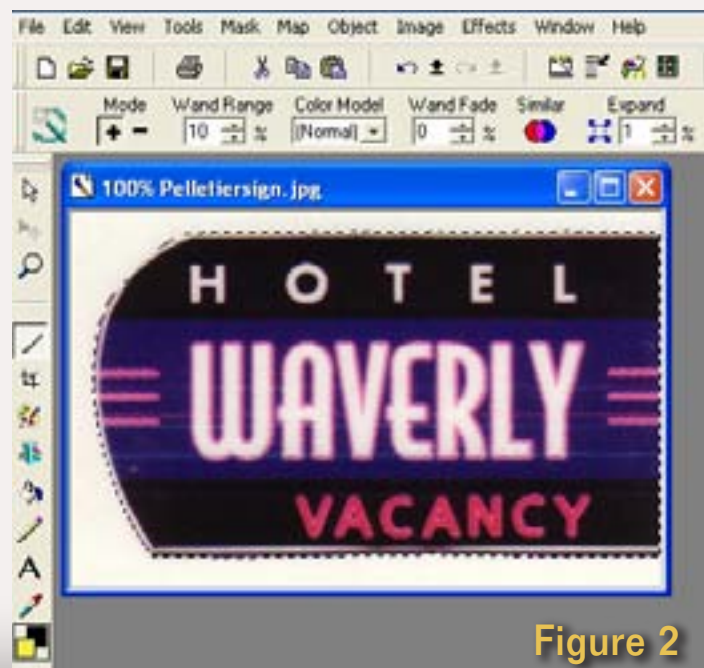 File Edit View Tools Mask Map Object Image Effects Window Help
Mode Wand Range Color Model Wand Fade Similar Expand
10 % (Normal) 0 % 1 %
100% Pelletiersign.jpg
HOTEL
WAVERLY
VACANCY
A
Figure 2